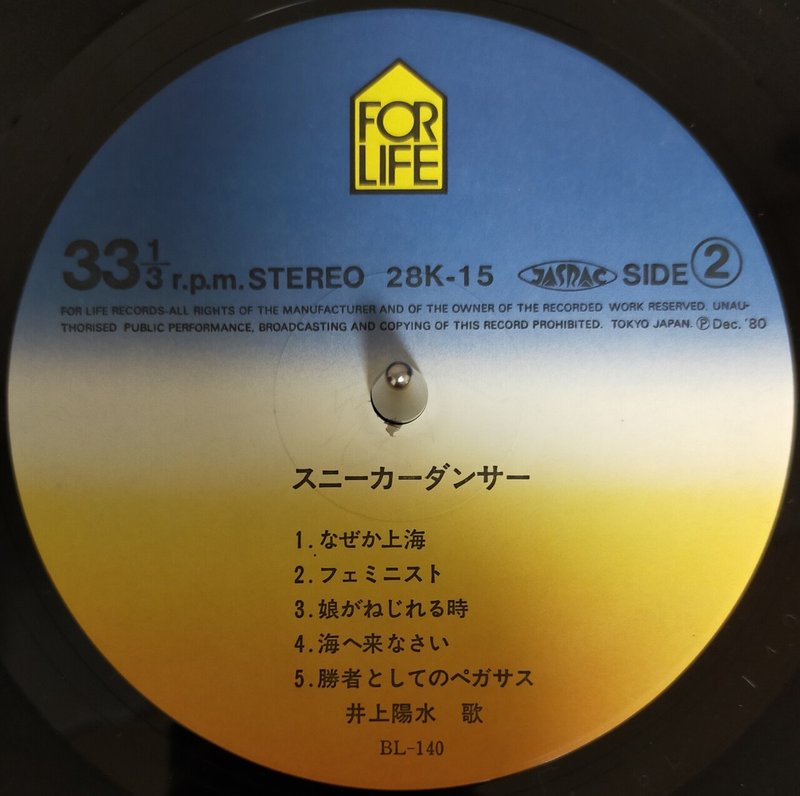 FOR
LIFE
33 1/3 r.p.m. STEREO 28K-15 JASRAC SIDE ②
FOR LIFE RECORDS-ALL RIGHTS OF THE MANUFACTURER AND OF THE OWNER OF THE RECORDED WORK RESERVED. UNAU-
THORISED PUBLIC PERFORMANCE, BROADCASTING AND COPYING OF THIS RECORD PROHIBITED. TOKYO JAPAN. Ⓟ Dec. '80
スニーカーダンサー
1. なぜか上海
2. フェミニスト
3. 娘がねじれる時
4. 海へ来なさい
5. 勝者としてのペガサス
井上陽水 歌
BL-140